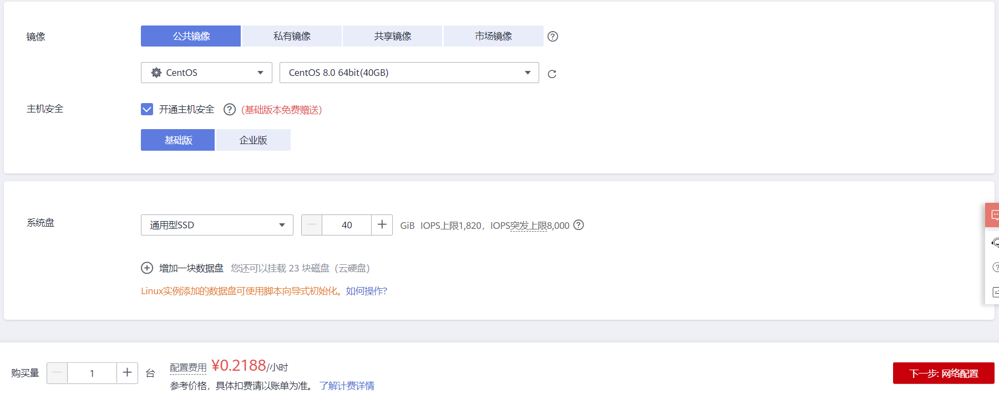 镜像 公共镜像 私有镜像 共享镜像 市场镜像
CentOS CentOS 8.0 64bit(40GB)
主机安全 开通主机安全 (基础版本免费赠送)
基础版 企业版
系统盘 通用型SSD 40 GiB IOPS上限1,820，IOPS突发上限8,000
增加一块数据盘 您还可以挂载 23 块磁盘（云硬盘）
Linux实例添加的数据盘可使用脚本向导式初始化。如何操作?
购买量 1 台 配置费用 ¥0.2188/小时 下一步: 网络配置
参考价格，具体扣费请以账单为准。 了解计费详情